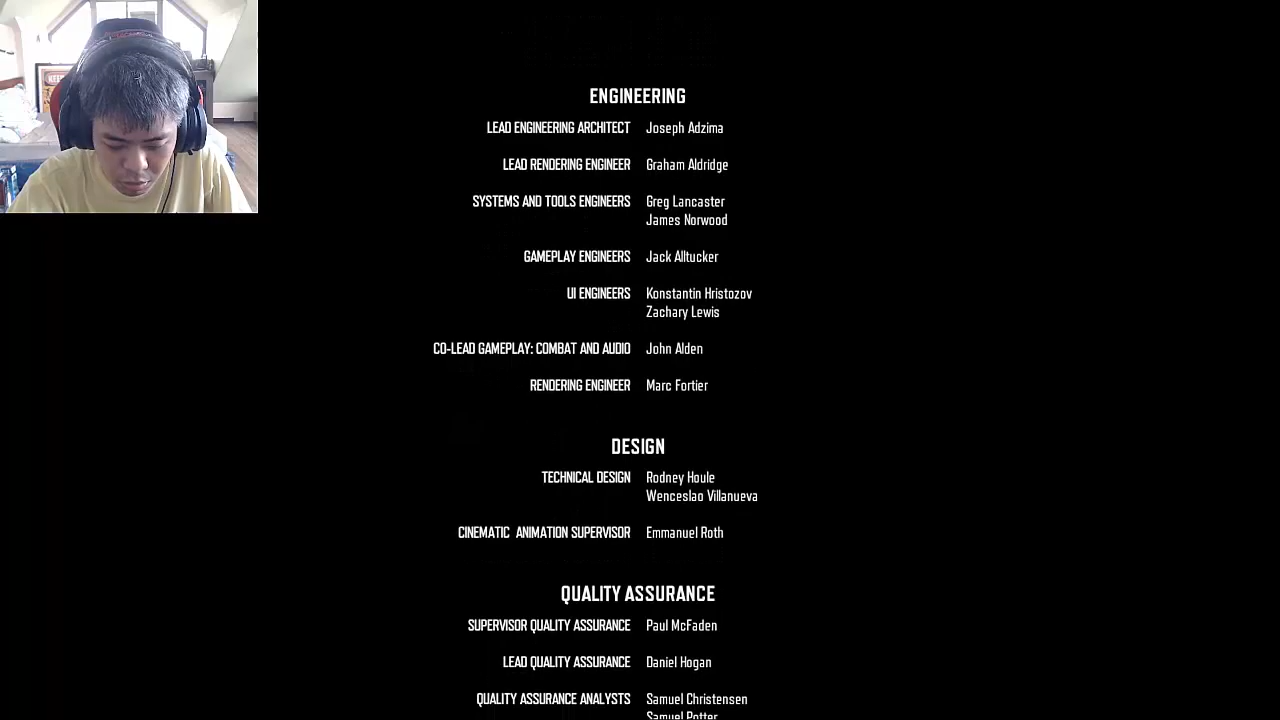 ENGINEERING
LEAD ENGINEERING ARCHITECT Joseph Adzima
LEAD RENDERING ENGINEER Graham Aldridge
SYSTEMS AND TOOLS ENGINEERS Greg Lancaster
James Norwood
GAMEPLAY ENGINEERS Jack Alltucker
UI ENGINEERS Konstantin Hristozov
Zachary Lewis
CO-LEAD GAMEPLAY: COMBAT AND AUDIO John Alden
RENDERING ENGINEER Marc Fortier
DESIGN
TECHNICAL DESIGN Rodney Houle
Wenceslao Villanueva
CINEMATIC ANIMATION SUPERVISOR Emmanuel Roth
QUALITY ASSURANCE
SUPERVISOR QUALITY ASSURANCE Paul McFaden
LEAD QUALITY ASSURANCE Daniel Hogan
QUALITY ASSURANCE ANALYSTS Samuel Christensen
Samuel Potter